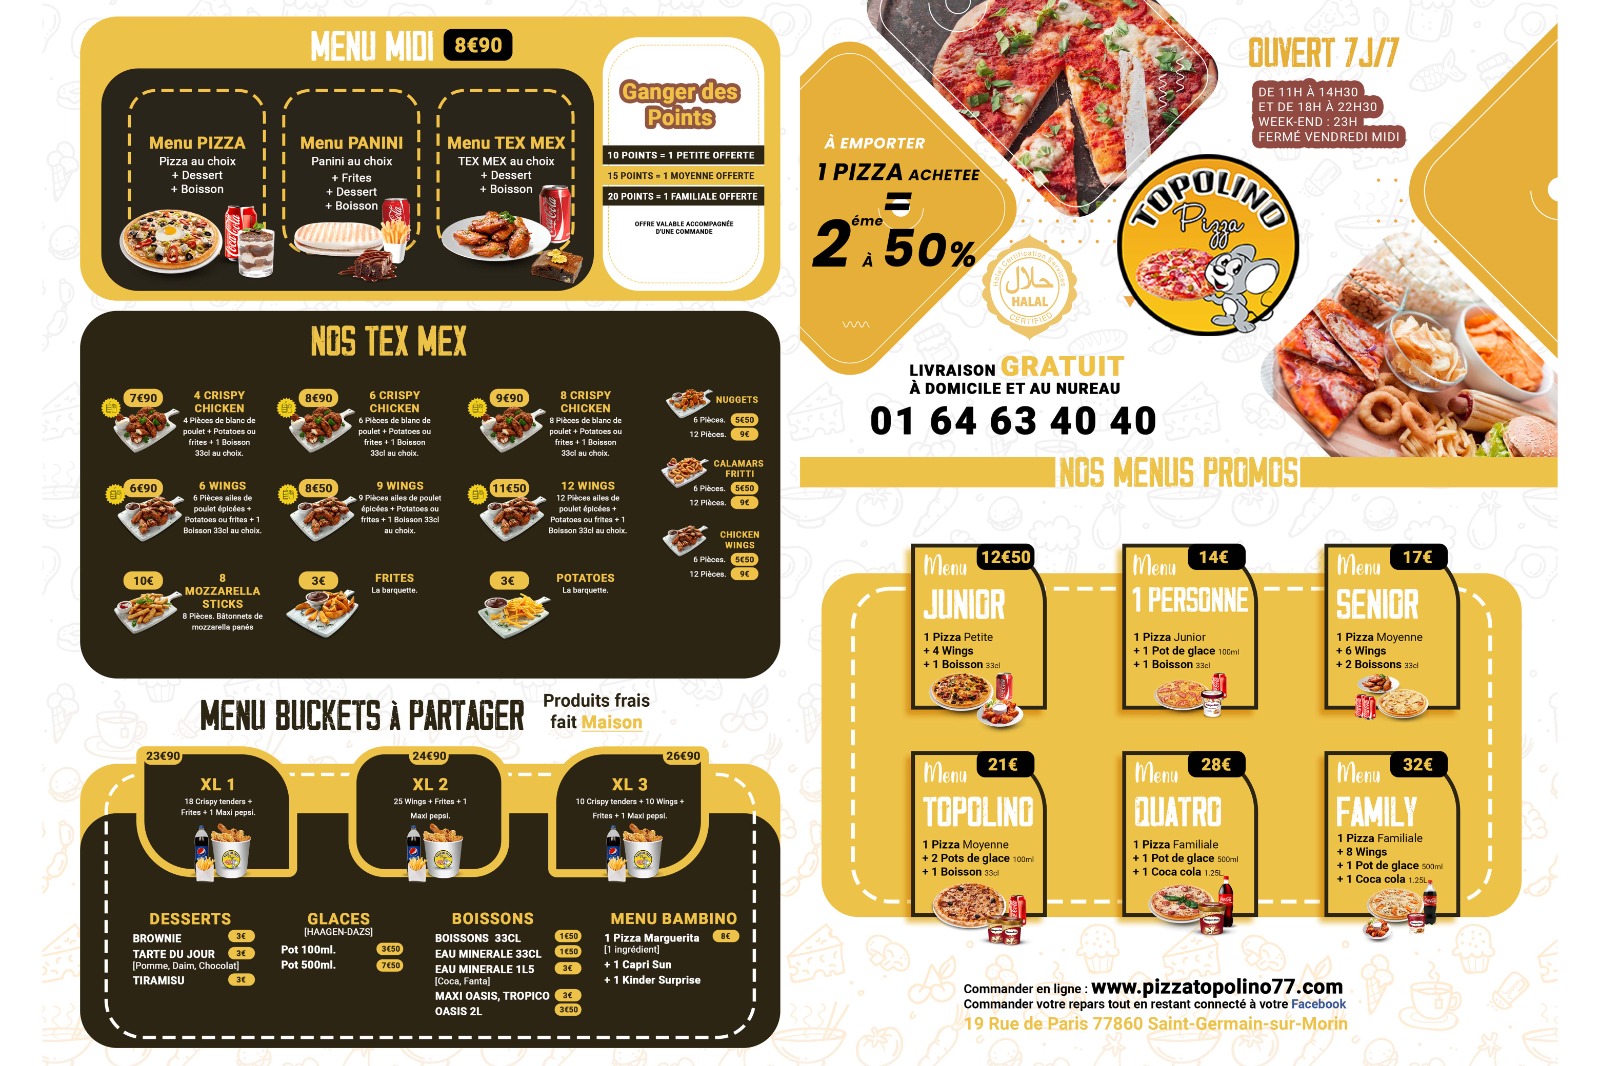 MENU MIDI 8€90
Menu PIZZA
Pizza au choix
+ Dessert
+ Boisson
Menu PANINI
Panini au choix
+ Frites
+ Dessert
+ Boisson
Menu TEX MEX
TEX MEX au choix
+ Dessert
+ Boisson
Ganger des
Points
10 POINTS = 1 PETITE OFFERTE
15 POINTS = 1 MOYENNE OFFERTE
20 POINTS = 1 FAMILIALE OFFERTE
OFFRE VALABLE ACCOMPAGNÉE
D'UNE COMMANDE
NOS TEX MEX
7€90
4 CRISPY
CHICKEN
4 Pièces de blanc de
poulet + Potatoes ou
frites + 1 Boisson
33cl au choix.
8€90
6 CRISPY
CHICKEN
6 Pièces de blanc de
poulet + Potatoes ou
frites + 1 Boisson
33cl au choix.
9€90
8 CRISPY
CHICKEN
8 Pièces de blanc de
poulet + Potatoes ou
frites + 1 Boisson
33cl au choix.
NUGGETS
6 Pièces. 5€50
12 Pièces. 9€
CALAMARS
FRITTI
6 Pièces. 5€50
12 Pièces. 9€
CHICKEN
WINGS
6 Pièces. 5€50
12 Pièces. 9€
6€90
6 WINGS
6 Pièces ailes de
poulet épicées +
Potatoes ou frites + 1
Boisson 33cl au choix.
8€50
9 WINGS
9 Pièces ailes de poulet
épicées + Potatoes ou
frites + 1 Boisson 33cl
au choix.
11€50
12 WINGS
12 Pièces ailes de
poulet épicées +
Potatoes ou frites + 1
Boisson 33cl au choix.
10€
8
MOZZARELLA
STICKS
8 Pièces. Bâtonnets de
mozzarella panés
3€
FRITES
La barquette.
3€
POTATOES
La barquette.
MENU BUCKETS à PARTAGER
Produits frais
fait Maison
23€90
XL 1
18 Crispy tenders +
Frites + 1 Maxi pepsi.
24€90
XL 2
25 Wings + Frites + 1
Maxi pepsi.
26€90
XL 3
10 Crispy tenders + 10 Wings +
Frites + 1 Maxi pepsi.
DESSERTS
BROWNIE 3€
TARTE DU JOUR 3€
[Pomme, Daim, Chocolat]
TIRAMISU 3€
GLACES
[HAAGEN-DAZS]
Pot 100ml. 3€50
Pot 500ml. 7€50
BOISSONS
BOISSONS 33CL 1€50
EAU MINERALE 33CL 1€50
EAU MINERALE 1L5 3€
[Coca, Fanta]
MAXI OASIS, TROPICO 3€
OASIS 2L 3€50
MENU BAMBINO
1 Pizza Marguerita 8€
[1 ingrédient]
+ 1 Capri Sun
+ 1 Kinder Surprise
À EMPORTER
1 PIZZA ACHETEE
=
2 éme À 50%
Halal Certification Services
HALAL
CERTIFIED
حلال
OUVERT 7J/7
DE 11H À 14H30
ET DE 18H À 22H30
WEEK-END : 23H
FERMÉ VENDREDI MIDI
TOPOLINO
Pizza
LIVRAISON GRATUIT
À DOMICILE ET AU NUREAU
01 64 63 40 40
NOS MENUS PROMOS
Menu 12€50
JUNIOR
1 Pizza Petite
+ 4 Wings
+ 1 Boisson 33cl
Menu 14€
1 PERSONNE
1 Pizza Junior
+ 1 Pot de glace 100ml
+ 1 Boisson 33cl
Menu 17€
SENIOR
1 Pizza Moyenne
+ 6 Wings
+ 2 Boissons 33cl
Menu 21€
TOPOLINO
1 Pizza Moyenne
+ 2 Pots de glace 100ml
+ 1 Boisson 33cl
Menu 28€
QUATRO
1 Pizza Familiale
+ 1 Pot de glace 500ml
+ 1 Coca cola 1.25L
Menu 32€
FAMILY
1 Pizza Familiale
+ 8 Wings
+ 1 Pot de glace 500ml
+ 1 Coca cola 1.25L
Commander en ligne : www.pizzatopolino77.com
Commander votre repars tout en restant connecté à votre Facebook
19 Rue de Paris 77860 Saint-Germain-sur-Morin